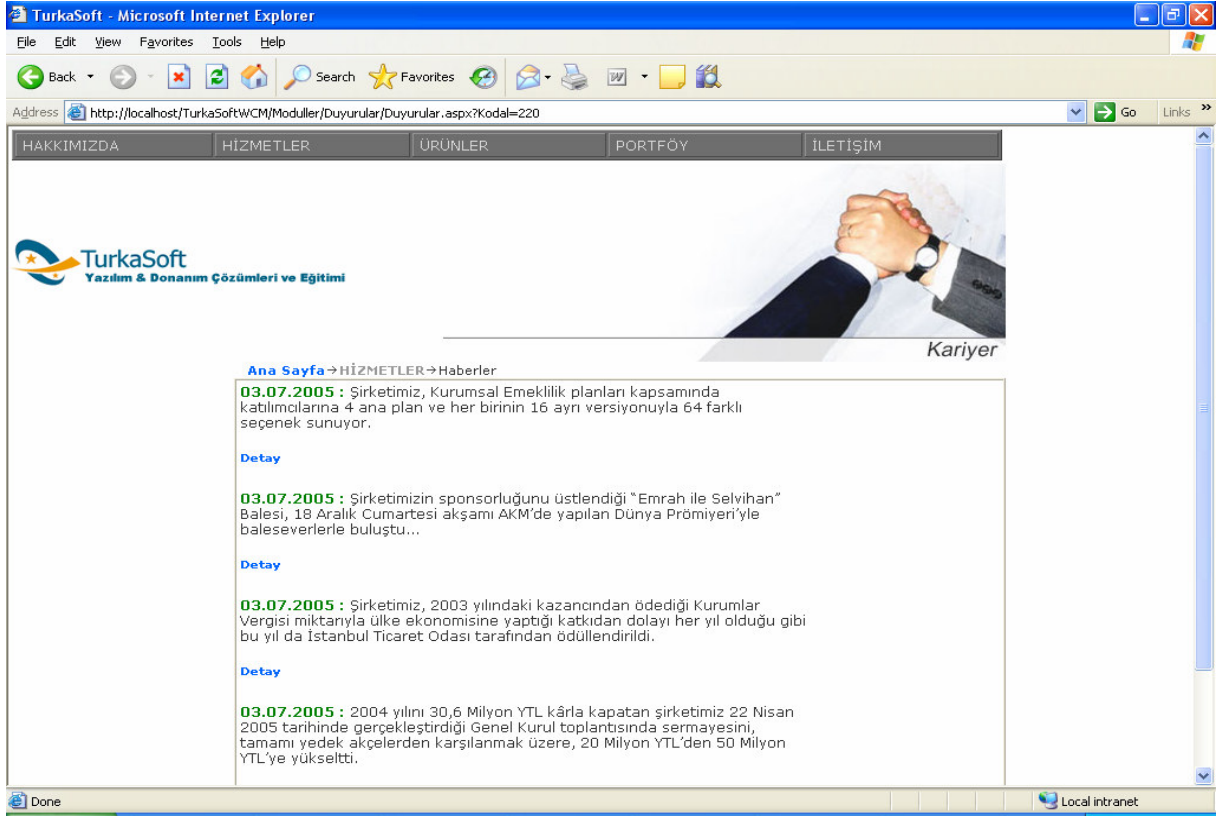 TurkaSoft - Microsoft Internet Explorer
File Edit View Favorites Tools Help
Back Search Favorites
Address http://localhost/TurkaSoftWCM/Moduller/Duyurular/Duyurular.aspx?Kodal=220 Go Links »
HAKKIMIZDA HİZMETLER ÜRÜNLER PORTFÖY İLETİŞİM
TurkaSoft
Yazılım & Donanım Çözümleri ve Eğitimi
Kariyer
Ana Sayfa→HİZMETLER→Haberler
03.07.2005 : Şirketimiz, Kurumsal Emeklilik planları kapsamında
katılımcılarına 4 ana plan ve her birinin 16 ayrı versiyonuyla 64 farklı
seçenek sunuyor.
Detay
03.07.2005 : Şirketimizin sponsorluğunu üstlendiği “Emrah ile Selvihan”
Balesi, 18 Aralık Cumartesi akşamı AKM’de yapılan Dünya Prömiyeri’yle
baleseverlerle buluştu...
Detay
03.07.2005 : Şirketimiz, 2003 yılındaki kazancından ödediği Kurumlar
Vergisi miktarıyla ülke ekonomisine yaptığı katkıdan dolayı her yıl olduğu gibi
bu yıl da İstanbul Ticaret Odası tarafından ödüllendirildi.
Detay
03.07.2005 : 2004 yılını 30,6 Milyon YTL kârla kapatan şirketimiz 22 Nisan
2005 tarihinde gerçekleştirdiği Genel Kurul toplantısında sermayesini,
tamamı yedek akçelerden karşılanmak üzere, 20 Milyon YTL’den 50 Milyon
YTL’ye yükseltti.
Done Local intranet